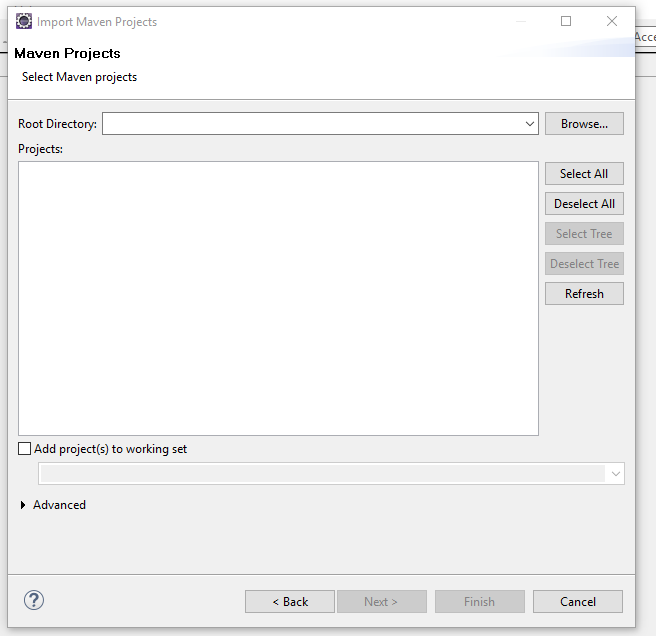 Import Maven Projects
Acce
Maven Projects
Select Maven projects
Root Directory:
Browse...
Projects:
Select All
Deselect All
Select Tree
Deselect Tree
Refresh
Add project(s) to working set
Advanced
?
< Back
Next >
Finish
Cancel